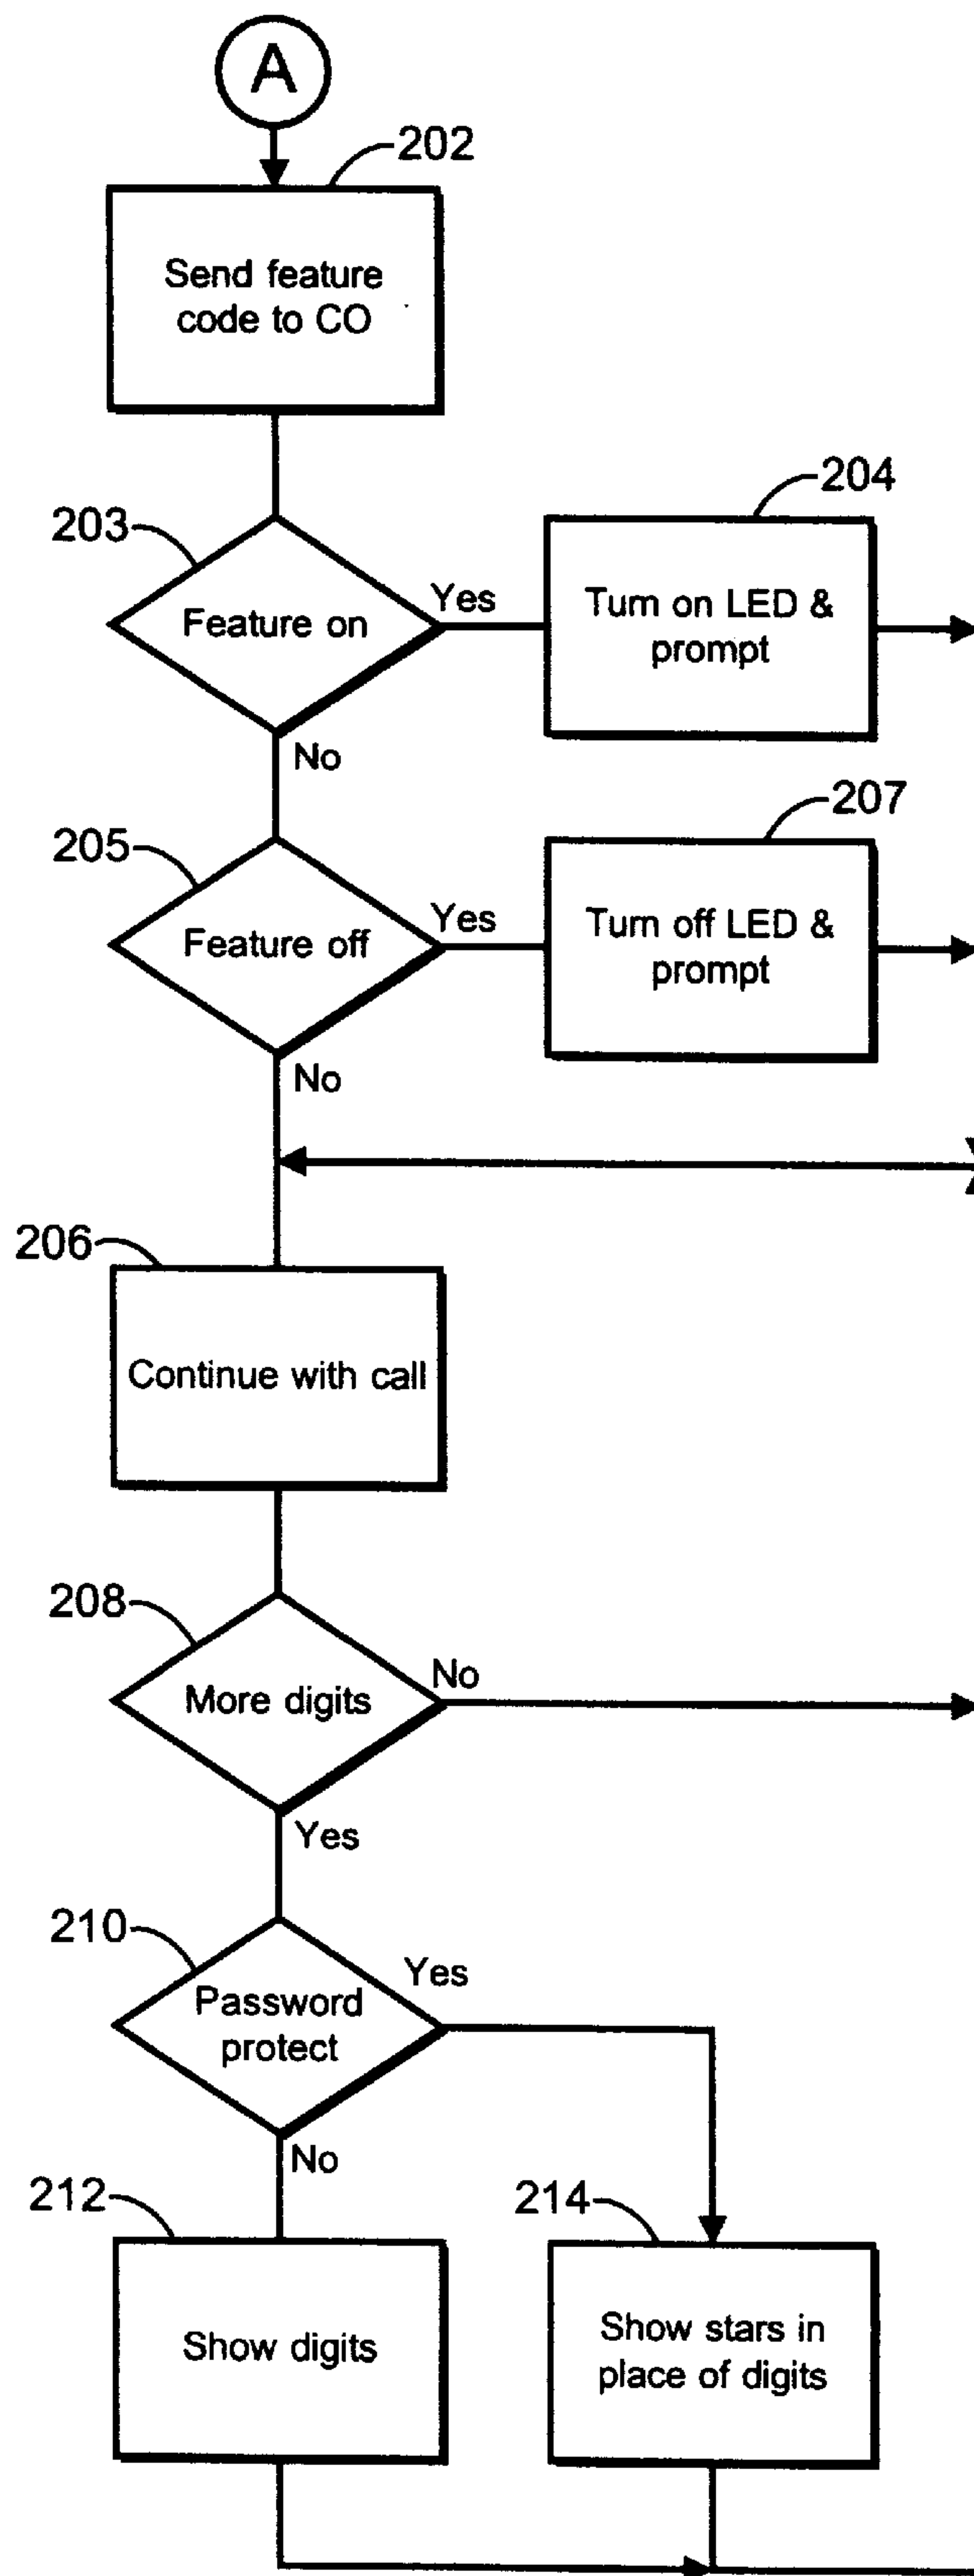 A
202
Send feature
code to CO
203
Feature on
Yes
204
Turn on LED &
prompt
No
205
Feature off
Yes
207
Turn off LED &
prompt
No
206
Continue with call
208
More digits
No
Yes
210
Password
protect
Yes
No
212
Show digits
214
Show stars in
place of digits